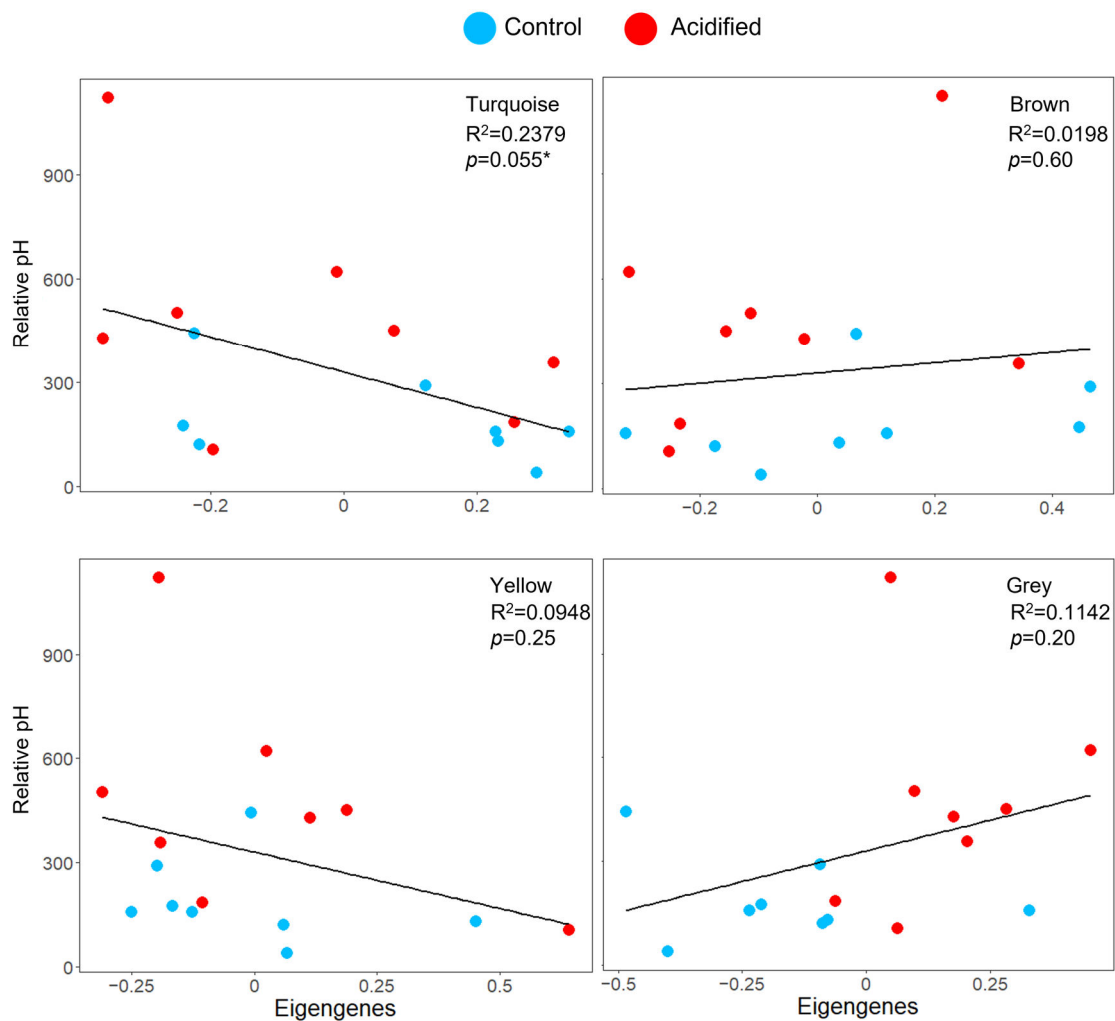 Control Acidified
Turquoise
R²=0.2379
p=0.055*
Brown
R²=0.0198
p=0.60
Relative pH
900
600
300
0
−0.2 0 0.2
−0.2 0 0.2 0.4
Yellow
R²=0.0948
p=0.25
Grey
R²=0.1142
p=0.20
Relative pH
900
600
300
0
−0.25 0 0.25 0.5
−0.5 −0.25 0 0.25
Eigengenes
Eigengenes